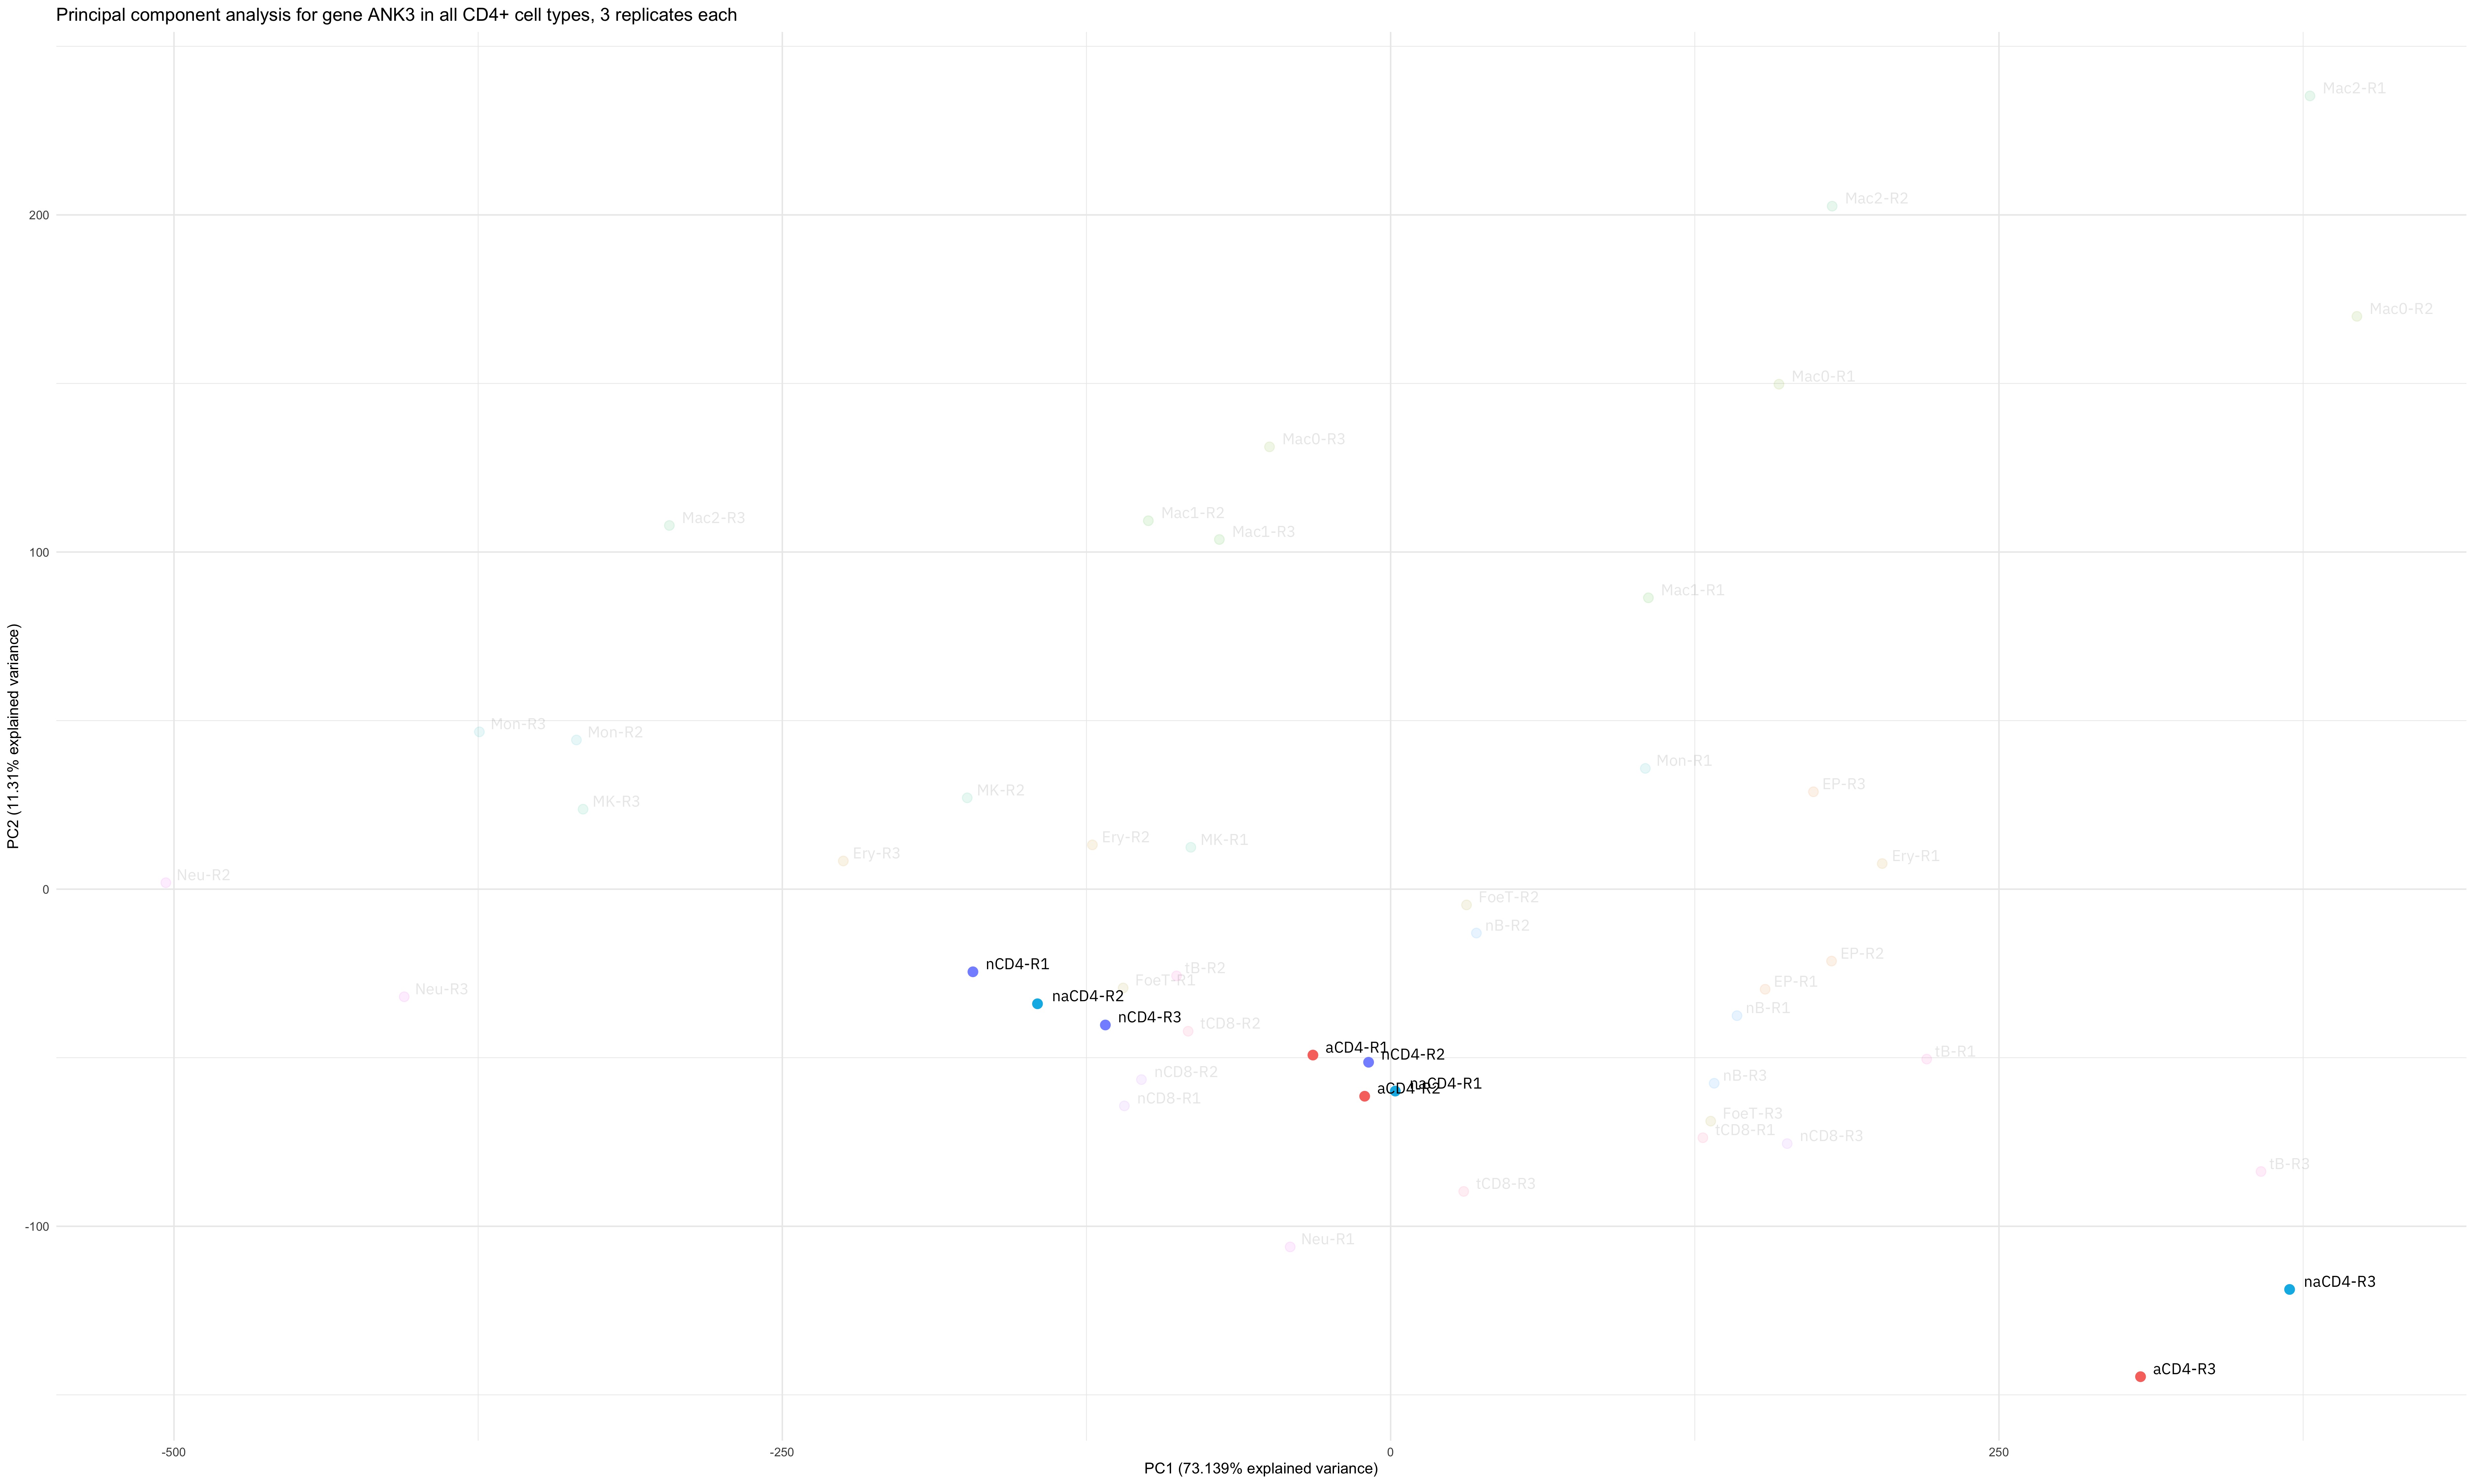 Principal component analysis for gene ANK3 in all CD4+ cell types, 3 replicates each
Mac2-R1
Mac2-R2
200
Mac0-R2
Mac0-R1
Mac0-R3
Mac2-R3
Mac1-R2
Mac1-R3
100
Mac1-R1
PC2 (11.31% explained variance)
Mon-R3
Mon-R2
Mon-R1
EP-R3
MK-R2
MK-R3
Ery-R2
MK-R1
Ery-R3
Ery-R1
Neu-R2
0
FoeT-R2
nB-R2
EP-R2
nCD4-R1
tB-R2
FoeT-R1
EP-R1
Neu-R3
naCD4-R2
nB-R1
nCD4-R3
tCD8-R2
aCD4-R1
nCD4-R2
tB-R1
nCD8-R2
nB-R3
naCD4-R1
aCD4-R2
nCD8-R1
FoeT-R3
tCD8-R1
nCD8-R3
tB-R3
tCD8-R3
-100
Neu-R1
naCD4-R3
aCD4-R3
-500
-250
0
250
PC1 (73.139% explained variance)